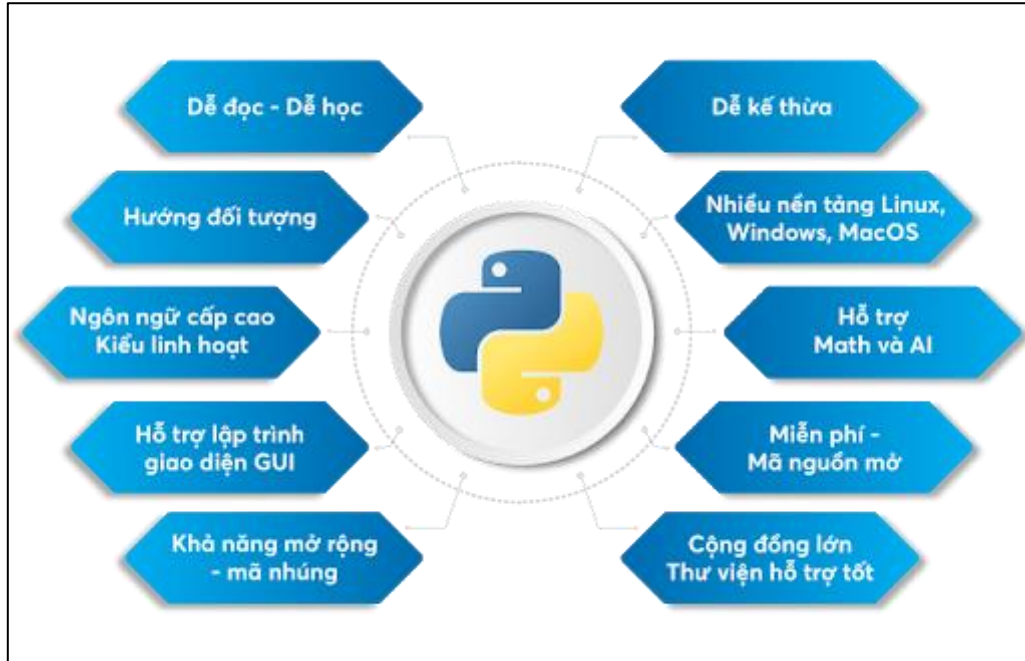 Dễ đọc - Dễ học
Hướng đối tượng
Ngôn ngữ cấp cao
Kiểu linh hoạt
Hỗ trợ lập trình
giao diện GUI
Khả năng mở rộng
- mã nhúng
Dễ kế thừa
Nhiều nền tảng Linux,
Windows, MacOS
Hỗ trợ
Math và AI
Miễn phí -
Mã nguồn mở
Cộng đồng lớn
Thư viện hỗ trợ tốt